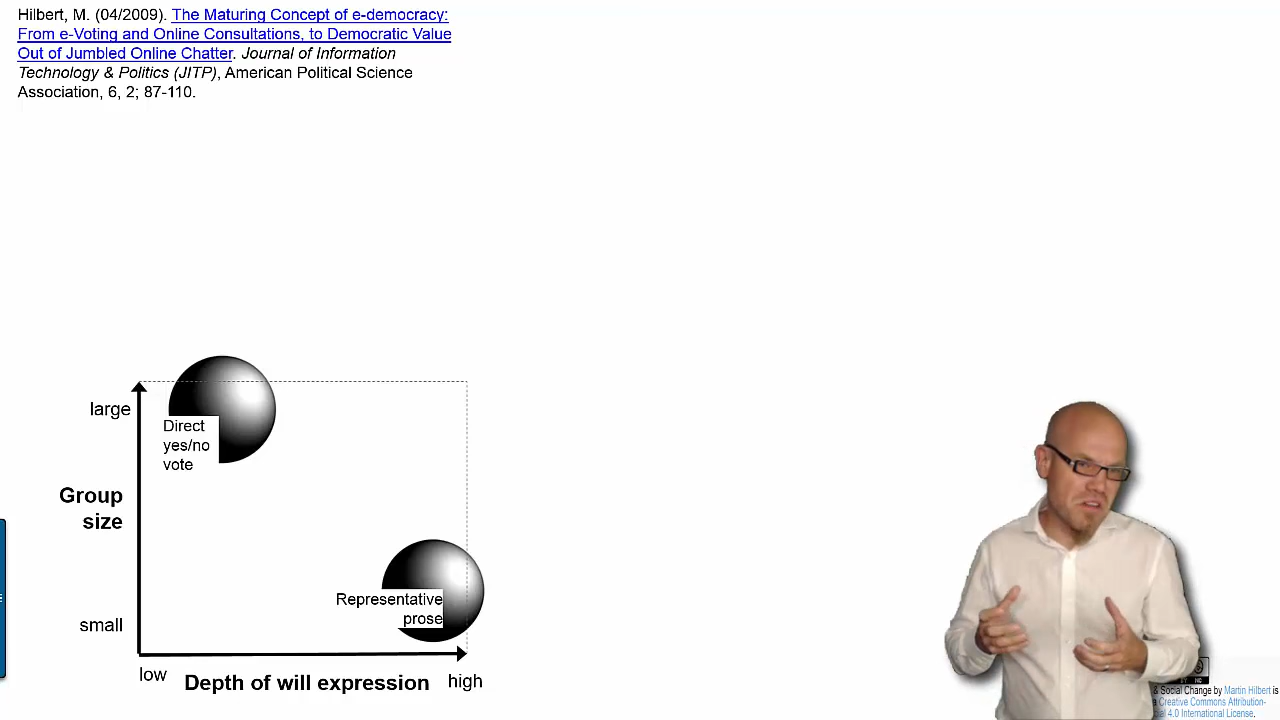 Hilbert, M. (04/2009). The Maturing Concept of e-democracy:
From e-Voting and Online Consultations, to Democratic Value
Out of Jumbled Online Chatter. Journal of Information
Technology & Politics (JITP), American Political Science
Association, 6, 2; 87-110.
large
Direct
yes/no
vote
Group
size
Representative
prose
small
low
Depth of will expression
high
& Social Change by Martin Hilbert is
Creative Commons Attribution-
4.0 International License.